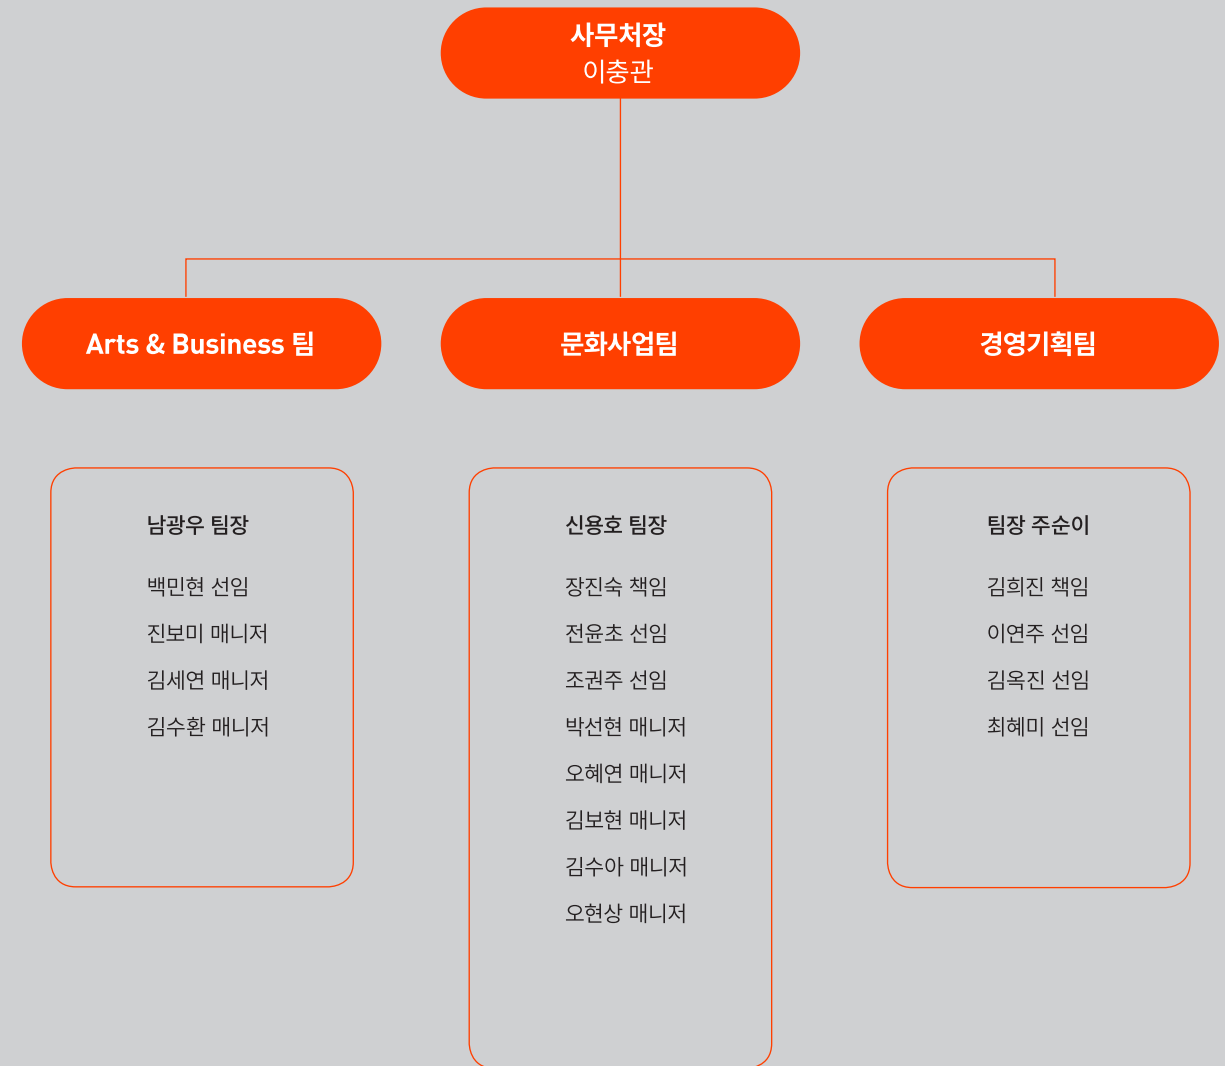 사무처장
이충관
Arts & Business 팀
문화사업팀
경영기획팀
남광우 팀장
백민현 선임
진보미 매니저
김세연 매니저
김수환 매니저
신용호 팀장
장진숙 책임
전윤초 선임
조권주 선임
박선현 매니저
오혜연 매니저
김보현 매니저
김수아 매니저
오현상 매니저
팀장 주순이
김희진 책임
이연주 선임
김옥진 선임
최혜미 선임